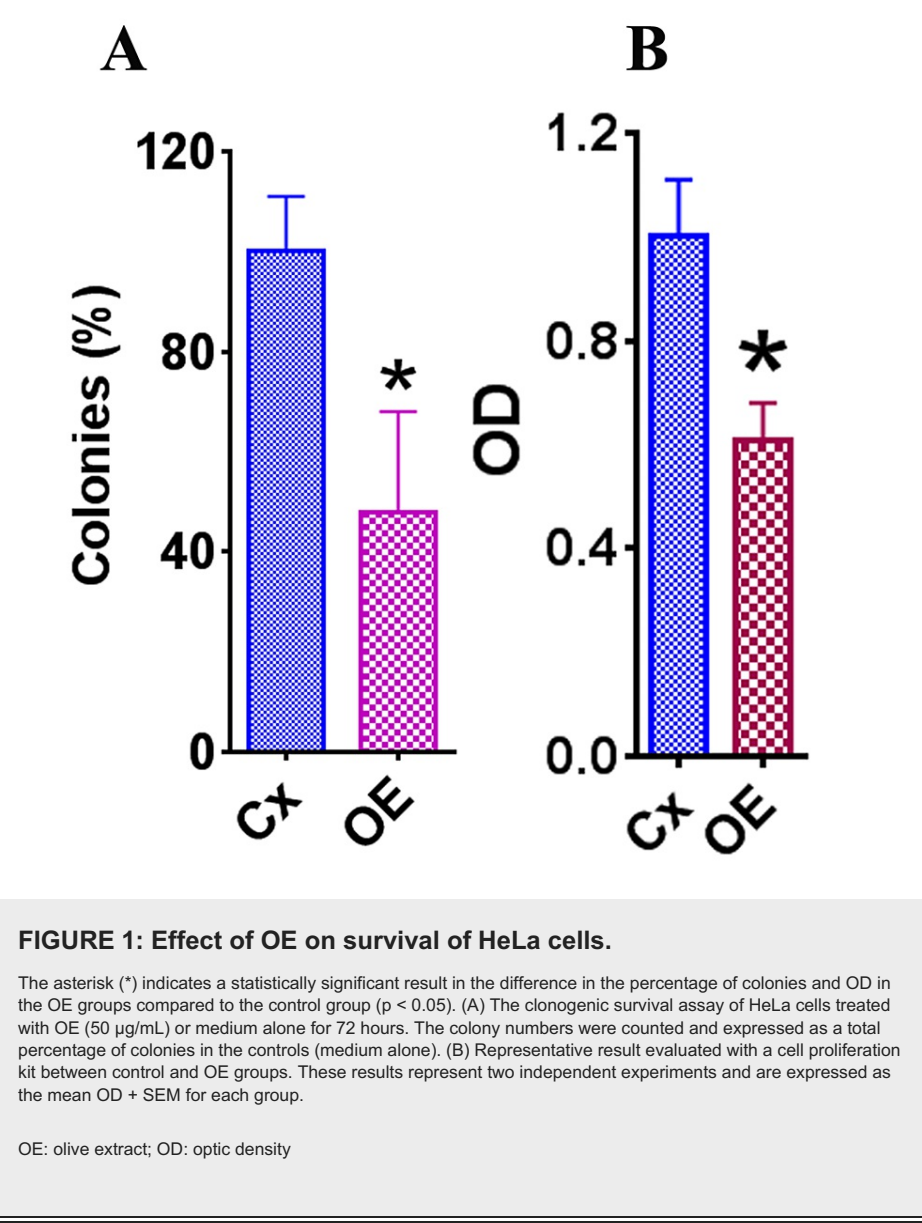 A
B
120
80
40
0
Colonies (%)
*
Cx
OE
1.2
0.8
0.4
0.0
OD
*
Cx
OE
FIGURE 1: Effect of OE on survival of HeLa cells.
The asterisk (*) indicates a statistically significant result in the difference in the percentage of colonies and OD in
the OE groups compared to the control group (p < 0.05). (A) The clonogenic survival assay of HeLa cells treated
with OE (50 µg/mL) or medium alone for 72 hours. The colony numbers were counted and expressed as a total
percentage of colonies in the controls (medium alone). (B) Representative result evaluated with a cell proliferation
kit between control and OE groups. These results represent two independent experiments and are expressed as
the mean OD + SEM for each group.
OE: olive extract; OD: optic density